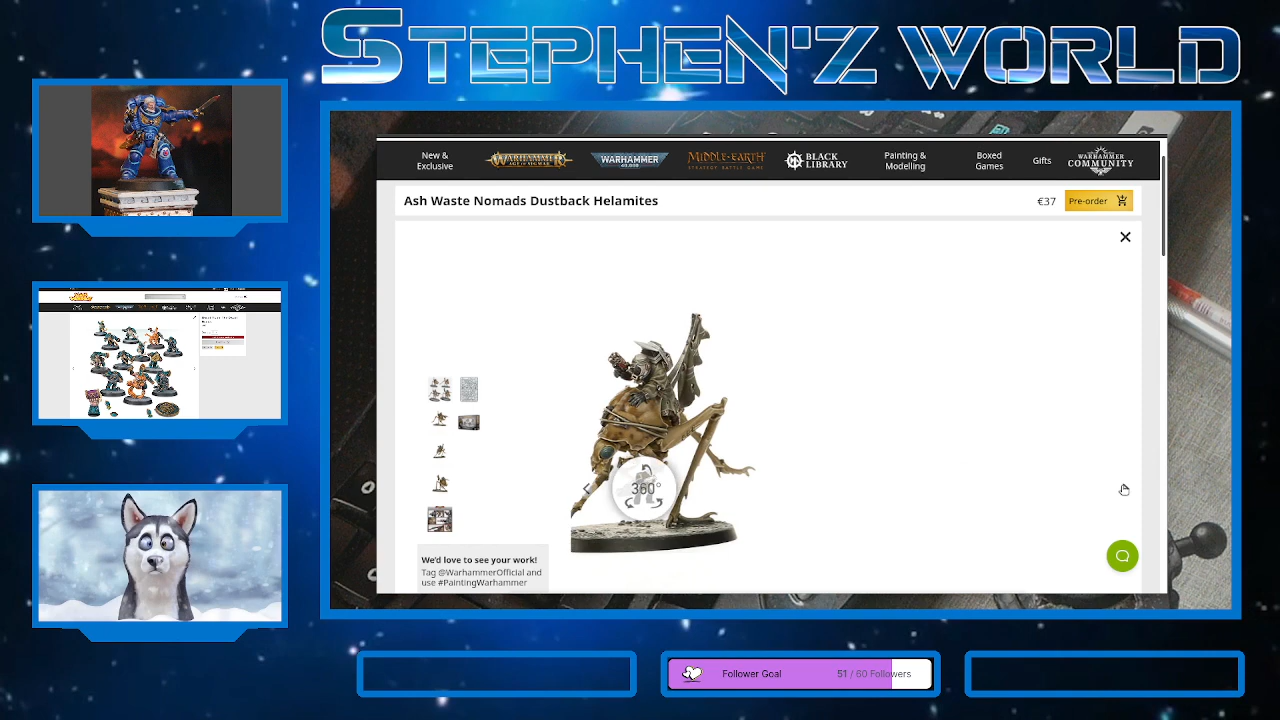 STEPHEN'Z WORLD
New & Exclusive
WARHAMMER
AGE OF SIGMAR
WARHAMMER
40,000
MIDDLE-EARTH
STRATEGY BATTLE GAME
BLACK LIBRARY
Painting & Modelling
Boxed Games
Gifts
WARHAMMER COMMUNITY
Ash Waste Nomads Dustback Helamites
€37
Pre-order
360°
We'd love to see your work!
Tag @WarhammerOfficial and
use #PaintingWarhammer
Follower Goal
51 / 60 Followers